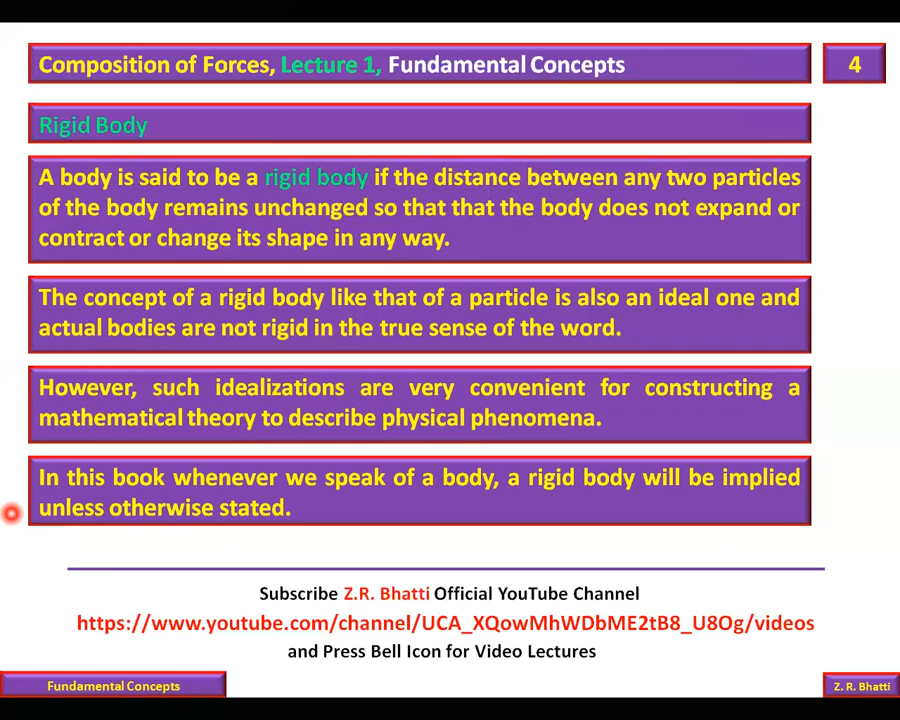 Composition of Forces, Lecture 1, Fundamental Concepts
4
Rigid Body
A body is said to be a rigid body if the distance between any two particles
of the body remains unchanged so that that the body does not expand or
contract or change its shape in any way.
The concept of a rigid body like that of a particle is also an ideal one and
actual bodies are not rigid in the true sense of the word.
However, such idealizations are very convenient for constructing a
mathematical theory to describe physical phenomena.
In this book whenever we speak of a body, a rigid body will be implied
unless otherwise stated.
Subscribe Z.R. Bhatti Official YouTube Channel
https://www.youtube.com/channel/UCA_XQowMhWDbME2tB8_U8Og/videos
and Press Bell Icon for Video Lectures
Fundamental Concepts
Z. R. Bhatti